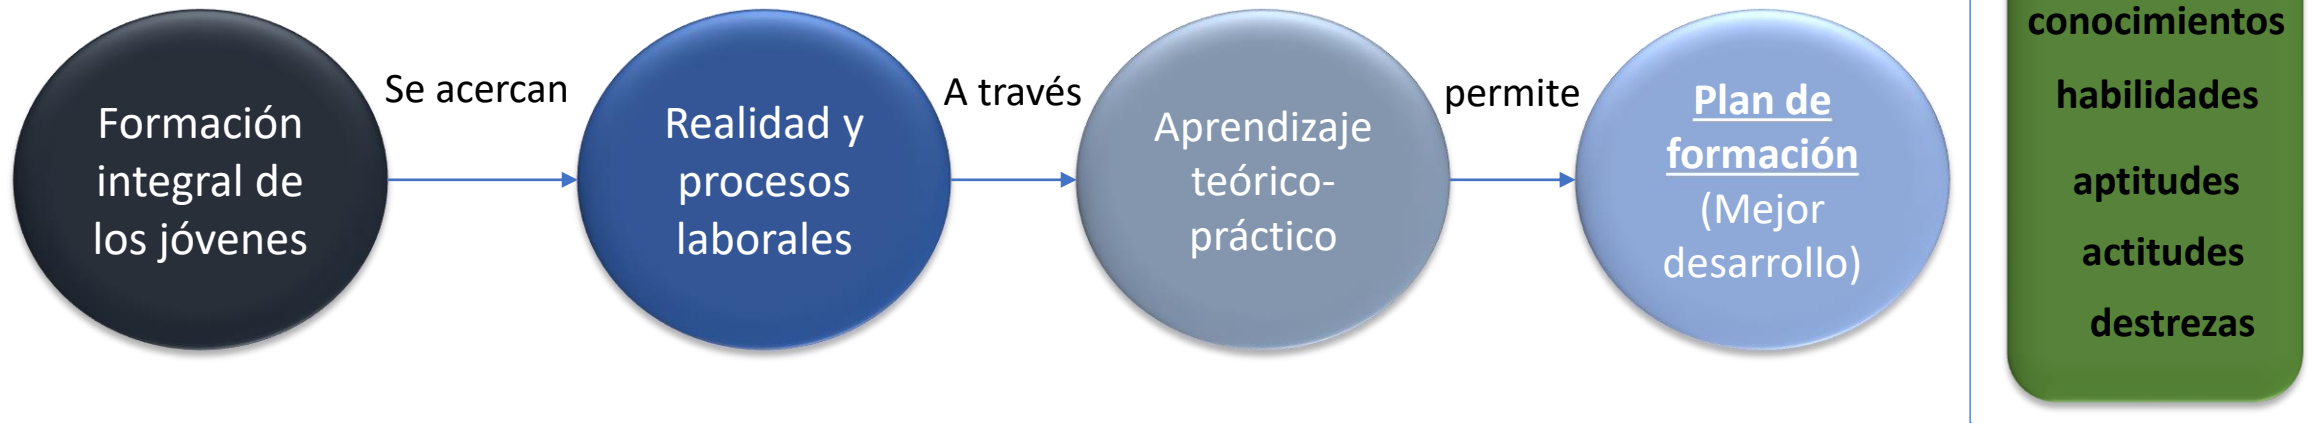 Formación
integral de
los jóvenes
Se acercan
Realidad y
procesos
laborales
A través
Aprendizaje
teórico-
práctico
permite
Plan de
formación
(Mejor
desarrollo)
conocimientos
habilidades
aptitudes
actitudes
destrezas